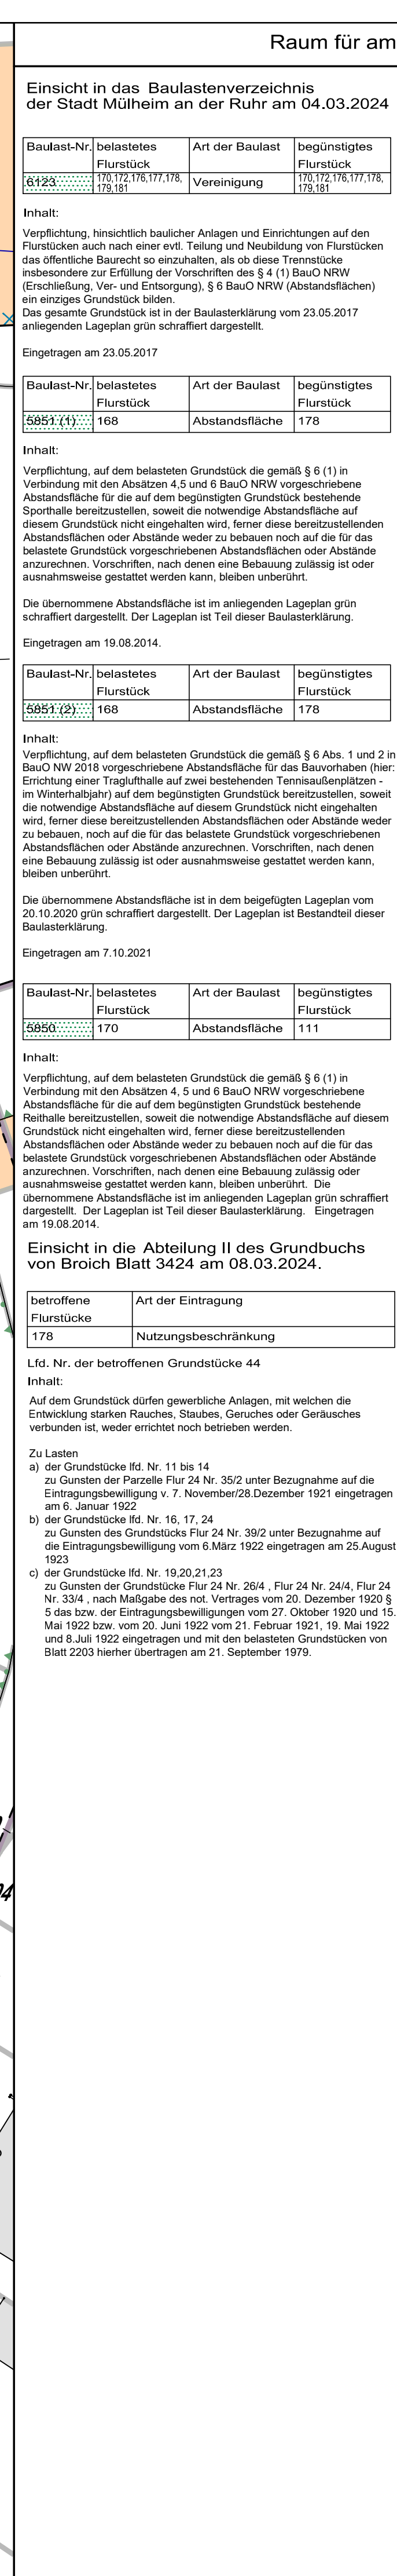 Raum für am
Einsicht in das Baulastenverzeichnis
der Stadt Mülheim an der Ruhr am 04.03.2024
Baulast-Nr. belastetes Flurstück Art der Baulast begünstigtes Flurstück
6123 170,172,176,177,178, 179,181 Vereinigung 170,172,176,177,178, 179,181
Inhalt:
Verpflichtung, hinsichtlich baulicher Anlagen und Einrichtungen auf den
Flurstücken auch nach einer evtl. Teilung und Neubildung von Flurstücken
das öffentliche Baurecht so einzuhalten, als ob diese Trennstücke
insbesondere zur Erfüllung der Vorschriften des § 4 (1) BauO NRW
(Erschließung, Ver- und Entsorgung), § 6 BauO NRW (Abstandsflächen)
ein einziges Grundstück bilden.
Das gesamte Grundstück ist in der Baulasterklärung vom 23.05.2017
anliegenden Lageplan grün schraffiert dargestellt.
Eingetragen am 23.05.2017
Baulast-Nr. belastetes Flurstück Art der Baulast begünstigtes Flurstück
5851 (1) 168 Abstandsfläche 178
Inhalt:
Verpflichtung, auf dem belasteten Grundstück die gemäß § 6 (1) in
Verbindung mit den Absätzen 4,5 und 6 BauO NRW vorgeschriebene
Abstandsfläche für die auf dem begünstigten Grundstück bestehende
Sporthalle bereitzustellen, soweit die notwendige Abstandsfläche auf
diesem Grundstück nicht eingehalten wird, ferner diese bereitzustellenden
Abstandsflächen oder Abstände weder zu bebauen noch auf die für das
belastete Grundstück vorgeschriebenen Abstandsflächen oder Abstände
anzurechnen. Vorschriften, nach denen eine Bebauung zulässig ist oder
ausnahmsweise gestattet werden kann, bleiben unberührt.
Die übernommene Abstandsfläche ist im anliegenden Lageplan grün
schraffiert dargestellt. Der Lageplan ist Teil dieser Baulasterklärung.
Eingetragen am 19.08.2014.
Baulast-Nr. belastetes Flurstück Art der Baulast begünstigtes Flurstück
5851 (2) 168 Abstandsfläche 178
Inhalt:
Verpflichtung, auf dem belasteten Grundstück die gemäß § 6 Abs. 1 und 2 in
BauO NW 2018 vorgeschriebene Abstandsfläche für das Bauvorhaben (hier:
Errichtung einer Traglufthalle auf zwei bestehenden Tennisaußenplätzen -
im Winterhalbjahr) auf dem begünstigten Grundstück bereitzustellen, soweit
die notwendige Abstandsfläche auf diesem Grundstück nicht eingehalten
wird, ferner diese bereitzustellenden Abstandsflächen oder Abstände weder
zu bebauen, noch auf die für das belastete Grundstück vorgeschriebenen
Abstandsflächen oder Abstände anzurechnen. Vorschriften, nach denen
eine Bebauung zulässig ist oder ausnahmsweise gestattet werden kann,
bleiben unberührt.
Die übernommene Abstandsfläche ist in dem beigefügten Lageplan vom
20.10.2020 grün schraffiert dargestellt. Der Lageplan ist Bestandteil dieser
Baulasterklärung.
Eingetragen am 7.10.2021
Baulast-Nr. belastetes Flurstück Art der Baulast begünstigtes Flurstück
5850 170 Abstandsfläche 111
Inhalt:
Verpflichtung, auf dem belasteten Grundstück die gemäß § 6 (1) in
Verbindung mit den Absätzen 4, 5 und 6 BauO NRW vorgeschriebene
Abstandsfläche für die auf dem begünstigten Grundstück bestehende
Reithalle bereitzustellen, soweit die notwendige Abstandsfläche auf diesem
Grundstück nicht eingehalten wird, ferner diese bereitzustellenden
Abstandsflächen oder Abstände weder zu bebauen noch auf die für das
belastete Grundstück vorgeschriebenen Abstandsflächen oder Abstände
anzurechnen. Vorschriften, nach denen eine Bebauung zulässig oder
ausnahmsweise gestattet werden kann, bleiben unberührt. Die
übernommene Abstandsfläche ist im anliegenden Lageplan grün schraffiert
dargestellt. Der Lageplan ist Teil dieser Baulasterklärung. Eingetragen
am 19.08.2014.
Einsicht in die Abteilung II des Grundbuchs
von Broich Blatt 3424 am 08.03.2024.
betroffene Flurstücke Art der Eintragung
178 Nutzungsbeschränkung
Lfd. Nr. der betroffenen Grundstücke 44
Inhalt:
Auf dem Grundstück dürfen gewerbliche Anlagen, mit welchen die
Entwicklung starken Rauches, Staubes, Geruches oder Geräusches
verbunden ist, weder errichtet noch betrieben werden.
Zu Lasten
a) der Grundstücke lfd. Nr. 11 bis 14
zu Gunsten der Parzelle Flur 24 Nr. 35/2 unter Bezugnahme auf die
Eintragungsbewilligung v. 7. November/28.Dezember 1921 eingetragen
am 6. Januar 1922
b) der Grundstücke lfd. Nr. 16, 17, 24
zu Gunsten des Grundstücks Flur 24 Nr. 39/2 unter Bezugnahme auf
die Eintragungsbewilligung vom 6.März 1922 eingetragen am 25.August
1923
c) der Grundstücke lfd. Nr. 19,20,21,23
zu Gunsten der Grundstücke Flur 24 Nr. 26/4 , Flur 24 Nr. 24/4, Flur 24
Nr. 33/4 , nach Maßgabe des not. Vertrages vom 20. Dezember 1920 §
5 das bzw. der Eintragungsbewilligungen vom 27. Oktober 1920 und 15.
Mai 1922 bzw. vom 20. Juni 1922 vom 21. Februar 1921, 19. Mai 1922
und 8.Juli 1922 eingetragen und mit den belasteten Grundstücken von
Blatt 2203 hierher übertragen am 21. September 1979.